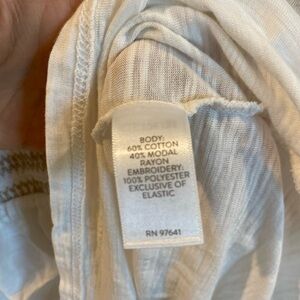 BODY:
60% COTTON
40% MODAL
RAYON
EMBROIDERY:
100% POLYESTER
EXCLUSIVE OF
ELASTIC
RN 97641